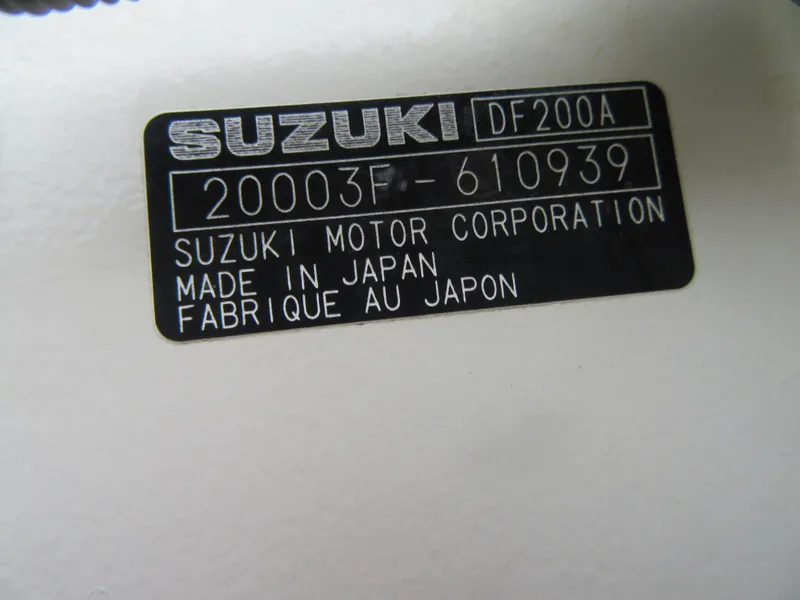 SUZUKI DF200A
20003F-610939
SUZUKI MOTOR CORPORATION
MADE IN JAPAN
FABRIQUE AU JAPON